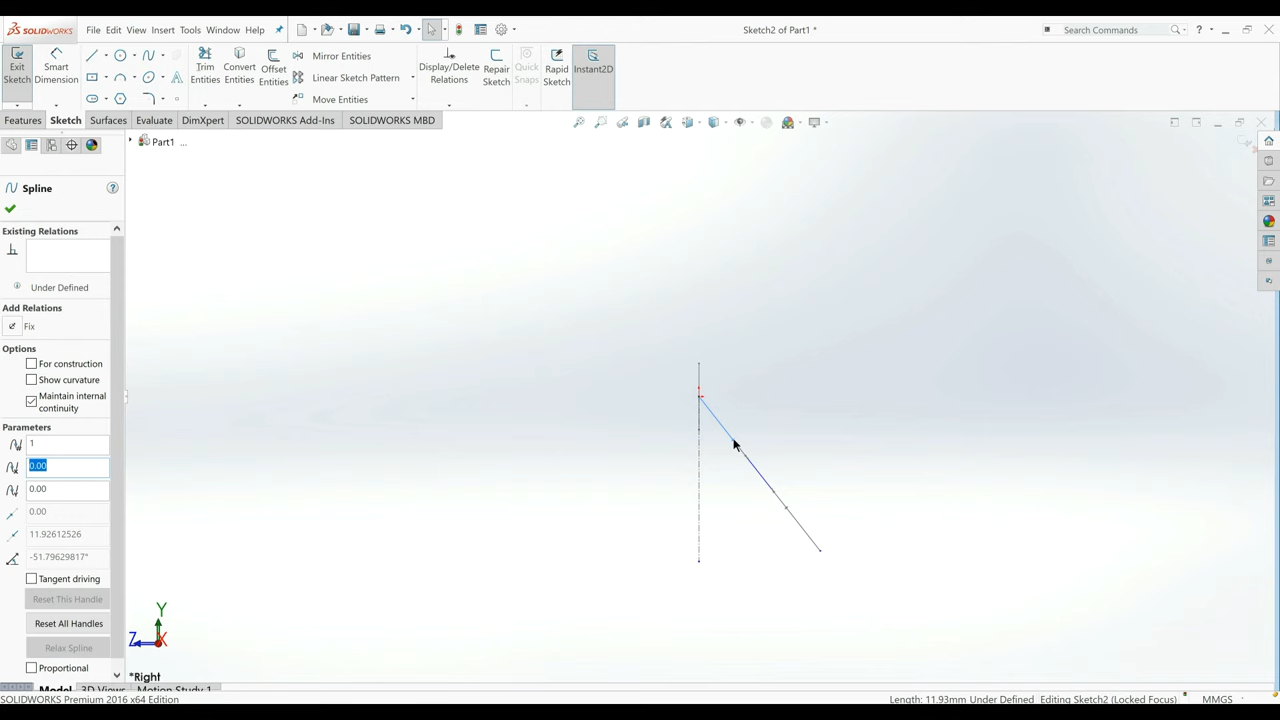 SOLIDWORKS File Edit View Insert Tools Window Help Sketch2 of Part1 * Search Commands
Exit Sketch Smart Dimension Trim Entities Convert Entities Offset Entities Mirror Entities Linear Sketch Pattern Move Entities Display/Delete Relations Repair Sketch Quick Snaps Rapid Sketch Instant2D
Features Sketch Surfaces Evaluate DimXpert SOLIDWORKS Add-Ins SOLIDWORKS MBD
Part1 ...
Spline
Existing Relations
Under Defined
Add Relations
Fix
Options
For construction
Show curvature
Maintain internal
continuity
Parameters
1
0.00
0.00
0.00
11.92612526
-51.79629817°
Tangent driving
Reset This Handle
Reset All Handles
Relax Spline
Proportional
Y
Z X
*Right
Model 3D Views Motion Study 1
SOLIDWORKS Premium 2016 x64 Edition Length: 11.93mm Under Defined Editing Sketch2 (Locked Focus) MMGS